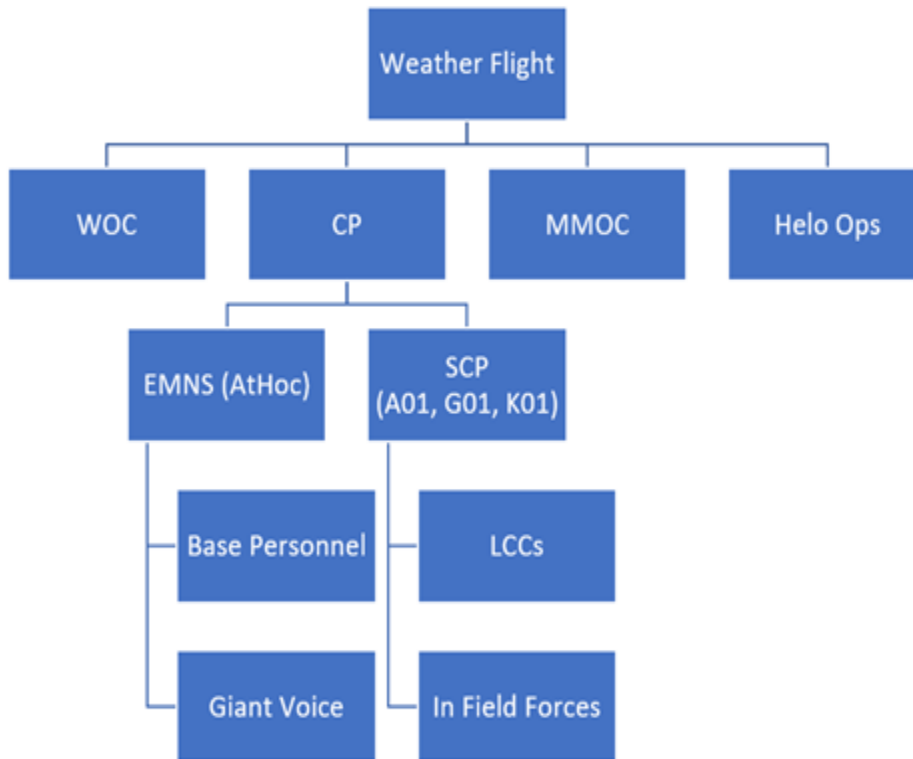 Weather Flight
WOC
CP
MMOC
Helo Ops
EMNS (AtHoc)
SCP
(A01, G01, K01)
Base Personnel
LCCs
Giant Voice
In Field Forces